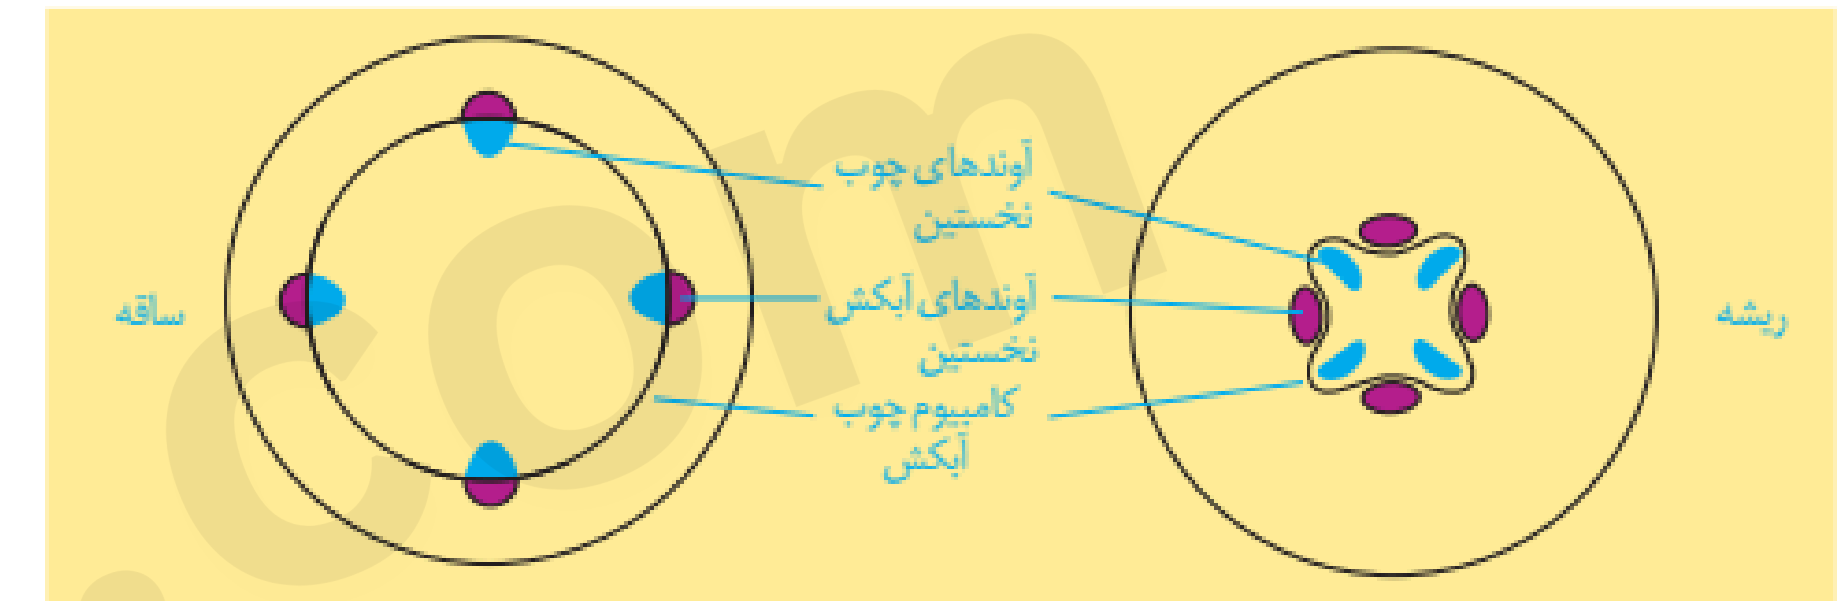 آوندهای چوب
نخستین
آوندهای آبکش
نخستین
کامبیوم چوب
آبکش
ریشه
ساقه
.com